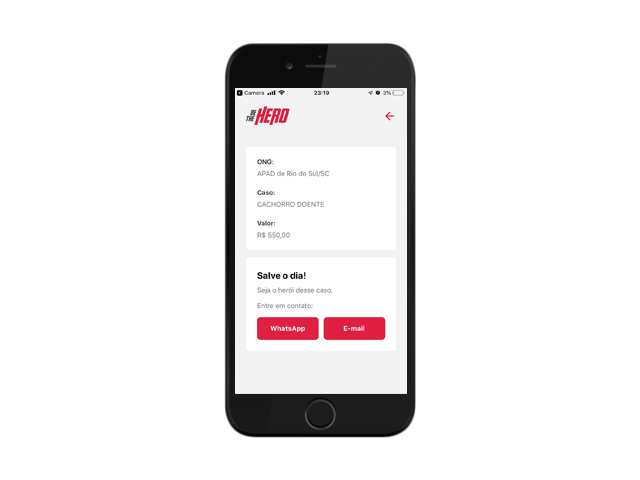 Camera 23:19 3%
BE THE HERO
ONG:
APAD de Rio do Sul/SC
Caso:
CACHORRO DOENTE
Valor:
R$ 550,00
Salve o dia!
Seja o herói desse caso.
Entre em contato:
WhatsApp E-mail